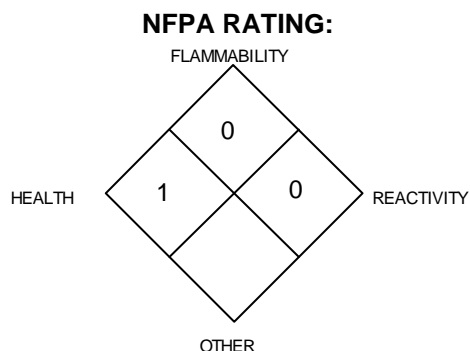 NFPA RATING:
FLAMMABILITY
0
HEALTH
1
0
REACTIVITY
OTHER